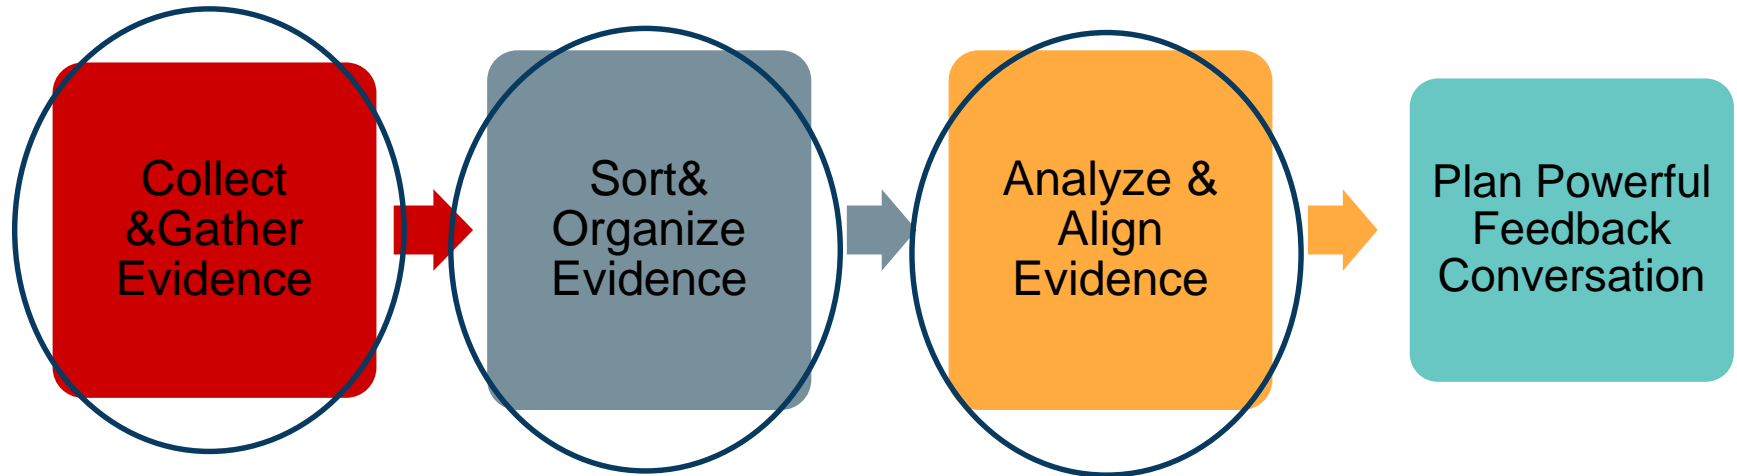 Collect
&Gather
Evidence
Sort&
Organize
Evidence
Analyze &
Align
Evidence
Plan Powerful
Feedback
Conversation